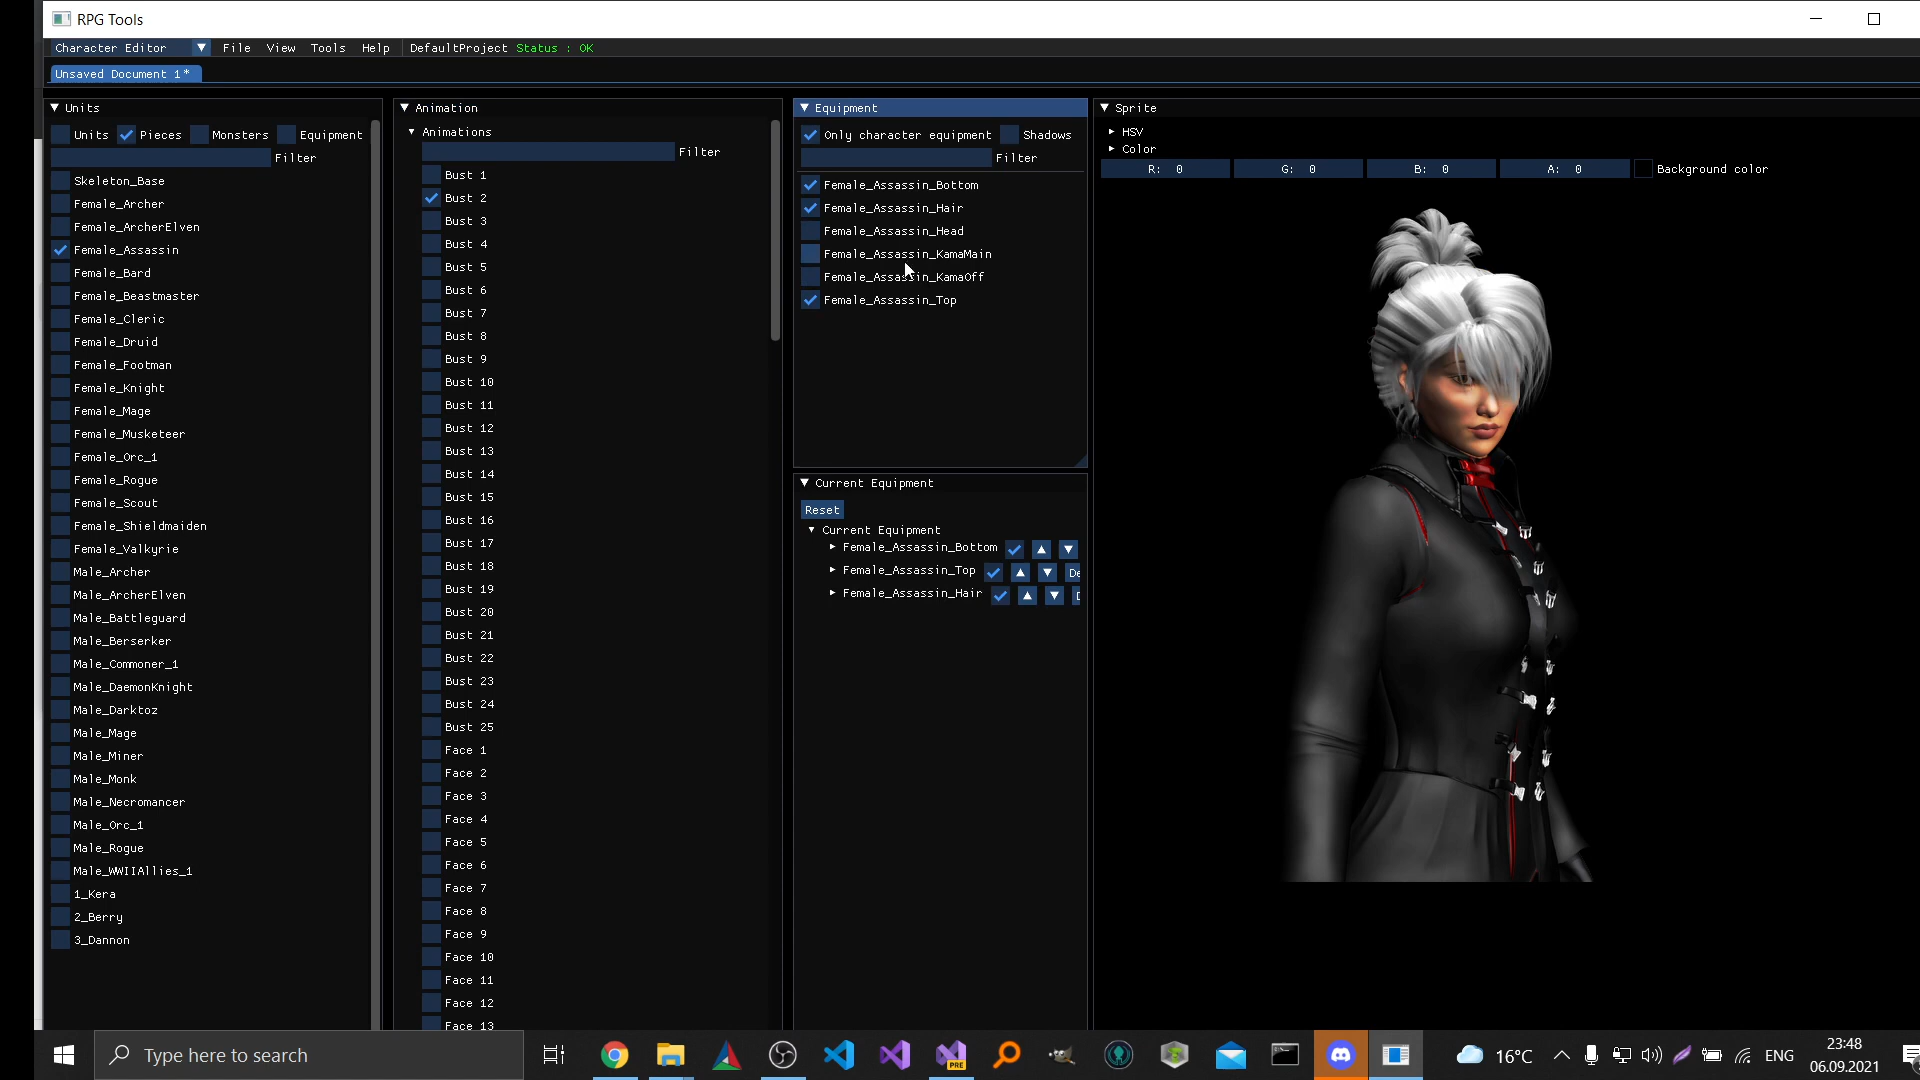 RPG Tools
Character Editor File View Tools Help DefaultProject Status : OK
Unsaved Document 1*
Units
Units Pieces Monsters Equipment
Filter
Skeleton_Base
Female_Archer
Female_ArcherElven
Female_Assassin
Female_Bard
Female_Beastmaster
Female_Cleric
Female_Druid
Female_Footman
Female_Knight
Female_Mage
Female_Musketeer
Female_Orc_1
Female_Rogue
Female_Scout
Female_Shieldmaiden
Female_Valkyrie
Male_Archer
Male_ArcherElven
Male_Battleguard
Male_Berserker
Male_Commoner_1
Male_DaemonKnight
Male_Darktoz
Male_Mage
Male_Miner
Male_Monk
Male_Necromancer
Male_Orc_1
Male_Rogue
Male_WWIIAllies_1
1_Kera
2_Berry
3_Dannon
Animation
Animations
Filter
Bust 1
Bust 2
Bust 3
Bust 4
Bust 5
Bust 6
Bust 7
Bust 8
Bust 9
Bust 10
Bust 11
Bust 12
Bust 13
Bust 14
Bust 15
Bust 16
Bust 17
Bust 18
Bust 19
Bust 20
Bust 21
Bust 22
Bust 23
Bust 24
Bust 25
Face 1
Face 2
Face 3
Face 4
Face 5
Face 6
Face 7
Face 8
Face 9
Face 10
Face 11
Face 12
Face 13
Equipment
Only character equipment Shadows
Filter
Female_Assassin_Bottom
Female_Assassin_Hair
Female_Assassin_Head
Female_Assassin_KamaMain
Female_Assassin_KamaOff
Female_Assassin_Top
Current Equipment
Reset
Current Equipment
Female_Assassin_Bottom
Female_Assassin_Top De
Female_Assassin_Hair
Sprite
HSV
Color
R: 0 G: 0 B: 0 A: 0 Background color
Type here to search
PRE
16°C
ENG
23:48
06.09.2021